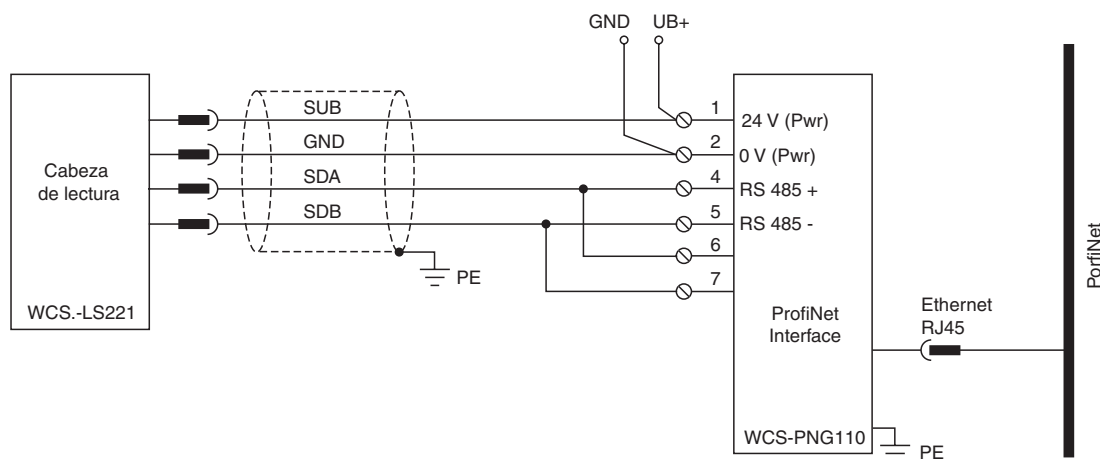 GND UB+
Cabeza
de lectura
WCS.-LS221
SUB
GND
SDA
SDB
PE
1
2
4
5
6
7
24 V (Pwr)
0 V (Pwr)
RS 485 +
RS 485 -
ProfiNet
Interface
WCS-PNG110
PE
Ethernet
RJ45
PorfiNet